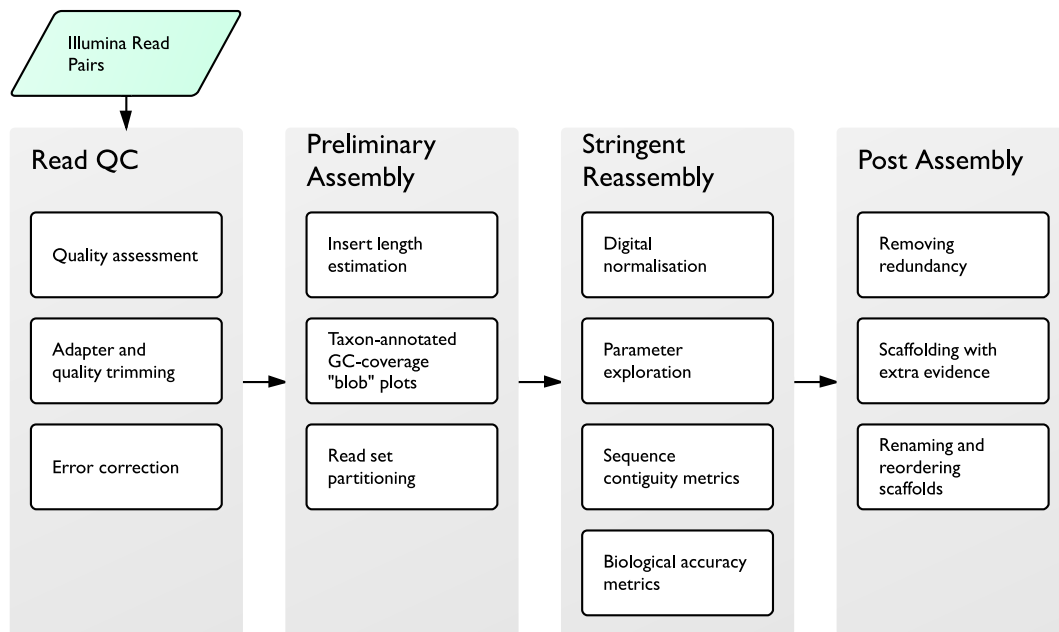 Illumina Read
Pairs
Read QC
Quality assessment
Adapter and
quality trimming
Error correction
Preliminary
Assembly
Insert length
estimation
Taxon-annotated
GC-coverage
"blob" plots
Read set
partitioning
Stringent
Reassembly
Digital
normalisation
Parameter
exploration
Sequence
contiguity metrics
Biological accuracy
metrics
Post Assembly
Removing
redundancy
Scaffolding with
extra evidence
Renaming and
reordering
scaffolds